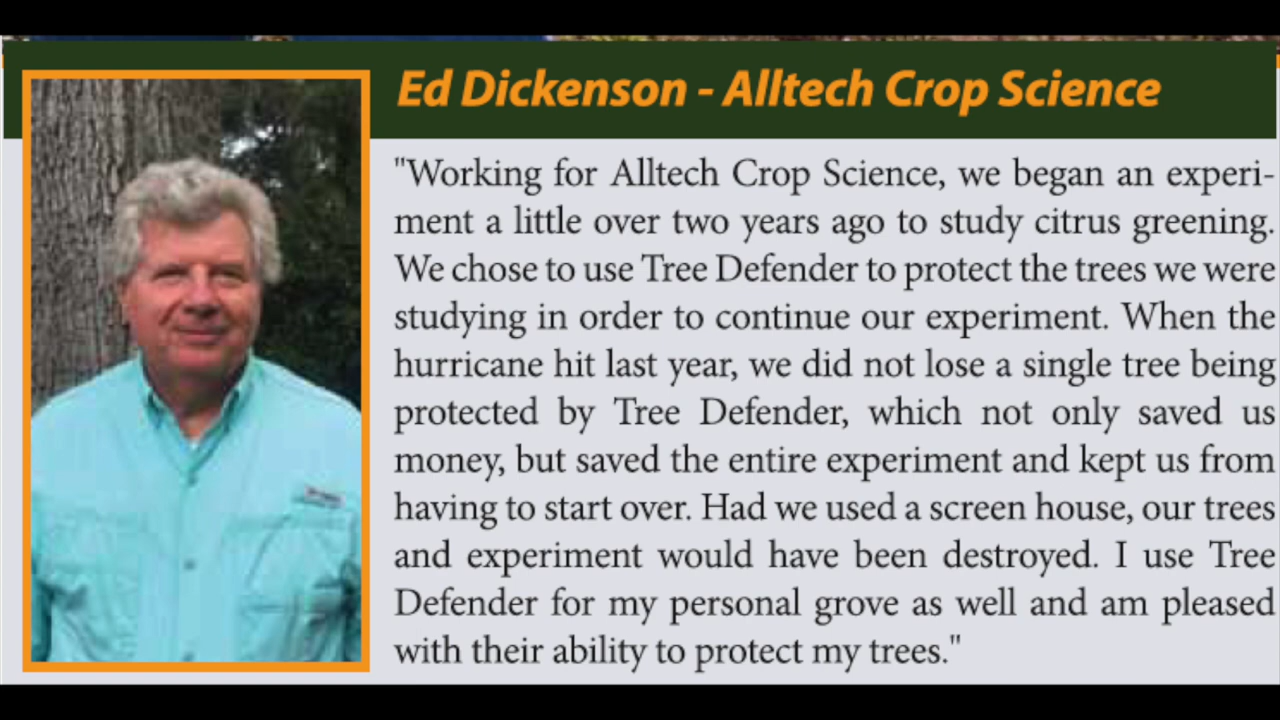 Ed Dickenson - Alltech Crop Science
"Working for Alltech Crop Science, we began an experi-
ment a little over two years ago to study citrus greening.
We chose to use Tree Defender to protect the trees we were
studying in order to continue our experiment. When the
hurricane hit last year, we did not lose a single tree being
protected by Tree Defender, which not only saved us
money, but saved the entire experiment and kept us from
having to start over. Had we used a screen house, our trees
and experiment would have been destroyed. I use Tree
Defender for my personal grove as well and am pleased
with their ability to protect my trees."